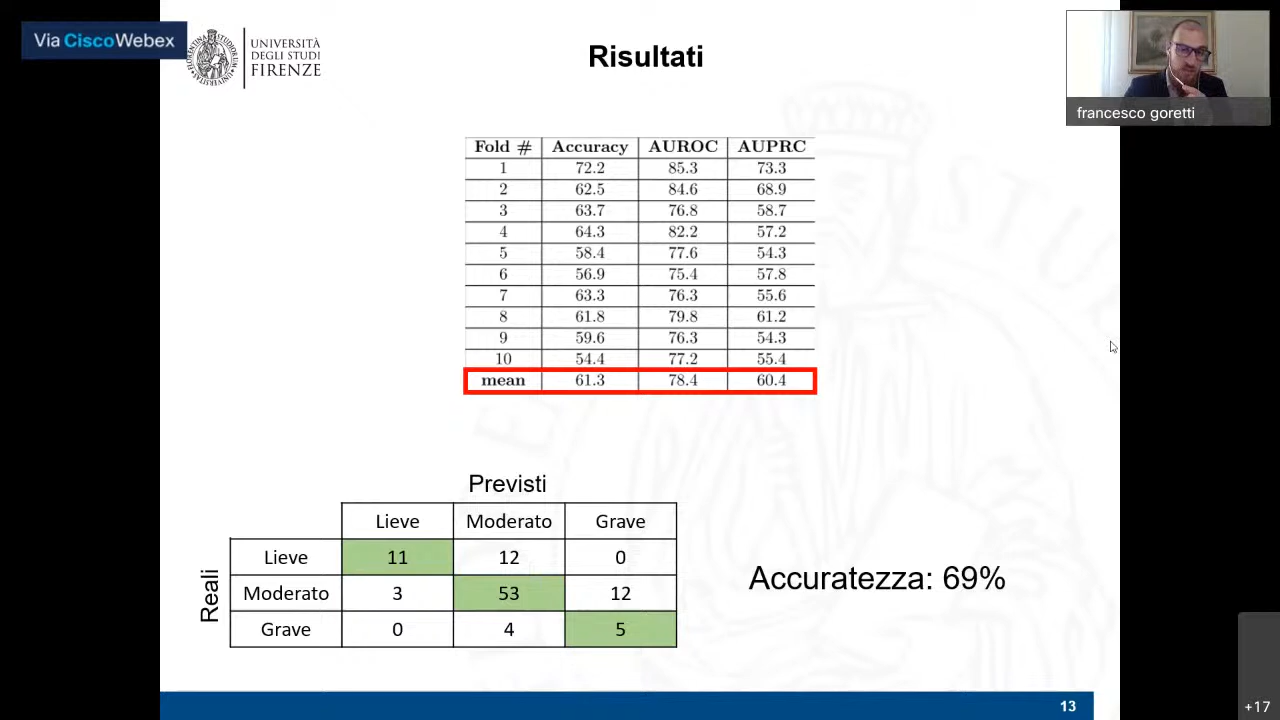 Via CiscoWebex
UNIVERSITÀ
DEGLI STUDI
FIRENZE
Risultati
francesco goretti
Fold # Accuracy AUROC AUPRC
1 72.2 85.3 73.3
2 62.5 84.6 68.9
3 63.7 76.8 58.7
4 64.3 82.2 57.2
5 58.4 77.6 54.3
6 56.9 75.4 57.8
7 63.3 76.3 55.6
8 61.8 79.8 61.2
9 59.6 76.3 54.3
10 54.4 77.2 55.4
mean 61.3 78.4 60.4
Previsti
Lieve Moderato Grave
Reali
Lieve 11 12 0
Moderato 3 53 12
Grave 0 4 5
Accuratezza: 69%
13
+17